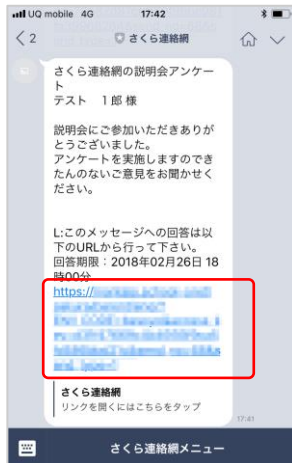 UQ mobile 4G 17:42
2 さくら連絡網
さくら連絡網の説明会アンケー
ト
テスト 1郎 様
説明会にご参加いただきありが
とうございました。
アンケートを実施しますのでき
たんのないご意見をお聞かせく
ださい。
L:このメッセージへの回答は以
下のURLから行って下さい。
回答期限:2018年02月26日 18
時00分
https://
さくら連絡網
リンクを開くにはこちらをタップ
17:41
さくら連絡網メニュー